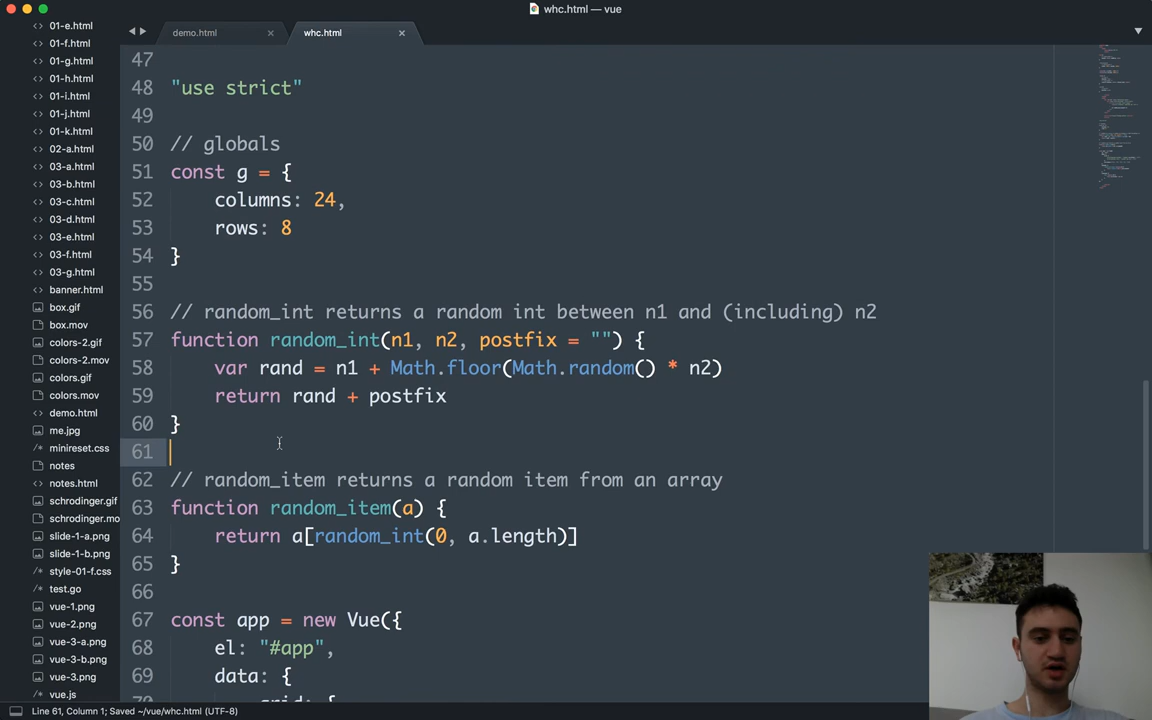 whc.html — vue
demo.html
whc.html
01-e.html
01-f.html
01-g.html
01-h.html
01-i.html
01-j.html
01-k.html
02-a.html
03-a.html
03-b.html
03-c.html
03-d.html
03-e.html
03-f.html
03-g.html
banner.html
box.gif
box.mov
colors-2.gif
colors-2.mov
colors.gif
colors.mov
demo.html
me.jpg
minireset.css
notes
notes.html
schrodinger.gif
schrodinger.mo
slide-1-a.png
slide-1-b.png
style-01-f.css
test.go
vue-1.png
vue-2.png
vue-3-a.png
vue-3-b.png
vue-3.png
vue.js
47
48 "use strict"
49
50 // globals
51 const g = {
52 columns: 24,
53 rows: 8
54 }
55
56 // random_int returns a random int between n1 and (including) n2
57 function random_int(n1, n2, postfix = "") {
58 var rand = n1 + Math.floor(Math.random() * n2)
59 return rand + postfix
60 }
61
62 // random_item returns a random item from an array
63 function random_item(a) {
64 return a[random_int(0, a.length)]
65 }
66
67 const app = new Vue({
68 el: "#app",
69 data: {
70 grid: {
Line 61, Column 1; Saved ~/vue/whc.html (UTF-8)